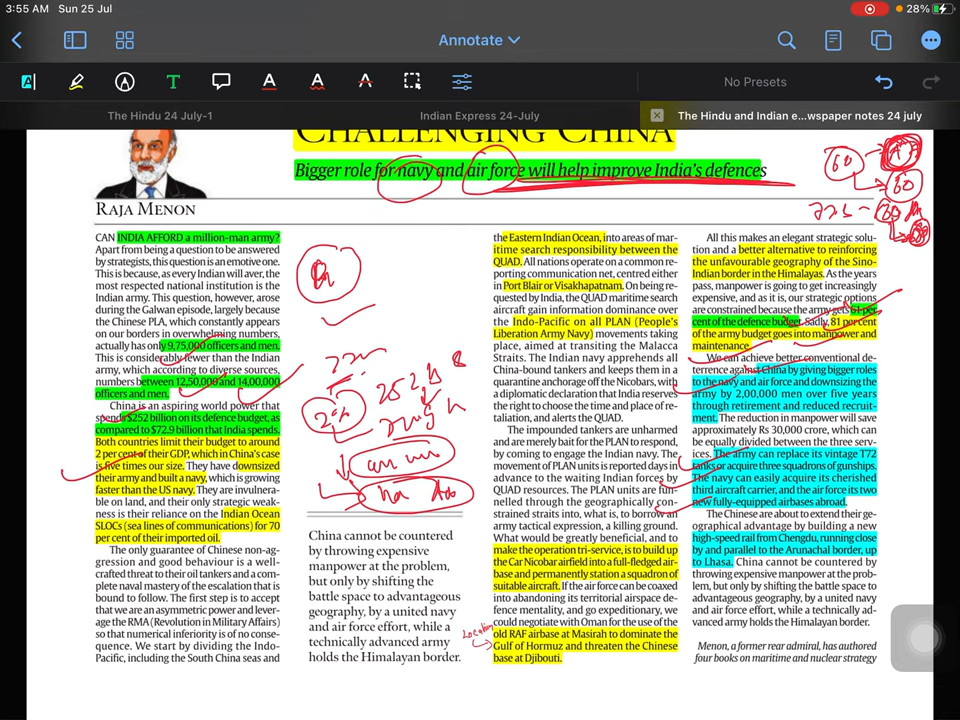 3:55 AM Sun 25 Jul
28%
Annotate
No Presets
The Hindu 24 July-1
Indian Express 24-July
The Hindu and Indian e...wspaper notes 24 july
CHALLENGING CHINA
Bigger role for navy and air force will help improve India's defences
RAJA MENON
CAN INDIA AFFORD a million-man army?
Apart from being a question to be answered
by strategists, this question is an emotive one.
This is because, as every Indian will aver, the
most respected national institution is the
Indian army. This question, however, arose
during the Galwan episode, largely because
the Chinese PLA, which constantly appears
on our borders in overwhelming numbers,
actually has only 9,75,000 officers and men.
This is considerably fewer than the Indian
army, which according to diverse sources,
numbers between 12,50,000 and 14,00,000
officers and men.
China is an aspiring world power that
spends $252 billion on its defence budget, as
compared to $72.9 billion that India spends.
Both countries limit their budget to around
2 per cent of their GDP, which in China's case
is five times our size. They have downsized
their army and built a navy, which is growing
faster than the US navy. They are invulnera-
ble on land, and their only strategic weak-
ness is their reliance on the Indian Ocean
SLOCs (sea lines of communications) for 70
per cent of their imported oil.
The only guarantee of Chinese non-ag-
gression and good behaviour is a well-
crafted threat to their oil tankers and a com-
plete naval mastery of the escalation that is
bound to follow. The first step is to accept
that we are an asymmetric power and lever-
age the RMA (Revolution in Military Affairs)
so that numerical inferiority is of no conse-
quence. We start by dividing the Indo-
Pacific, including the South China seas and
2%
252 b
China cannot be countered
by throwing expensive
manpower at the problem,
but only by shifting the
battle space to advantageous
geography, by a united navy
and air force effort, while a
technically advanced army
holds the Himalayan border.
the Eastern Indian Ocean, into areas of mar-
itime search responsibility between the
QUAD. All nations operate on a common re-
porting communication net, centred either
in Port Blair or Visakhapatnam. On being re-
quested by India, the QUAD maritime search
aircraft gain information dominance over
the Indo-Pacific on all PLAN (People's
Liberation Army Navy) movements taking
place, aimed at transiting the Malacca
Straits. The Indian navy apprehends all
China-bound tankers and keeps them in a
quarantine anchorage off the Nicobars, with
a diplomatic declaration that India reserves
the right to choose the time and place of re-
taliation, and alerts the QUAD.
The impounded tankers are unharmed
and are merely bait for the PLAN to respond,
by coming to engage the Indian navy. The
movement of PLAN units is reported days in
advance to the waiting Indian forces by
QUAD resources. The PLAN units are fun-
nelled through the geographically con-
strained straits into, what is, to borrow an
army tactical expression, a killing ground.
What would be greatly beneficial, and to
make the operation tri-service, is to build up
the Car Nicobar airfield into a full-fledged air-
base and permanently station a squadron of
suitable aircraft. If the air force can be coaxed
into abandoning its territorial airspace de-
fence mentality, and go expeditionary, we
could negotiate with Oman for the use of the
old RAF airbase at Masirah to dominate the
Gulf of Hormuz and threaten the Chinese
base at Djibouti.
Location
60
60
All this makes an elegant strategic solu-
tion and a better alternative to reinforcing
the unfavourable geography of the Sino-
Indian border in the Himalayas. As the years
pass, manpower is going to get increasingly
expensive, and as it is, our strategic options
are constrained because the army gets 61 per
cent of the defence budget. Sadly, 81 per cent
of the army budget goes into manpower and
maintenance.
We can achieve better conventional de-
terrence against China by giving bigger roles
to the navy and air force and downsizing the
army by 2,00,000 men over five years
through retirement and reduced recruit-
ment. The reduction in manpower will save
approximately Rs 30,000 crore, which can
be equally divided between the three serv-
ices. The army can replace its vintage T72
tanks or acquire three squadrons of gunships.
The navy can easily acquire its cherished
third aircraft carrier, and the air force its two
new fully-equipped airbases abroad.
The Chinese are about to extend their ge-
ographical advantage by building a new
high-speed rail from Chengdu, running close
by and parallel to the Arunachal border, up
to Lhasa. China cannot be countered by
throwing expensive manpower at the prob-
lem, but only by shifting the battle space to
advantageous geography, by a united navy
and air force effort, while a technically ad-
vanced army holds the Himalayan border.
Menon, a former rear admiral, has authored
four books on maritime and nuclear strategy